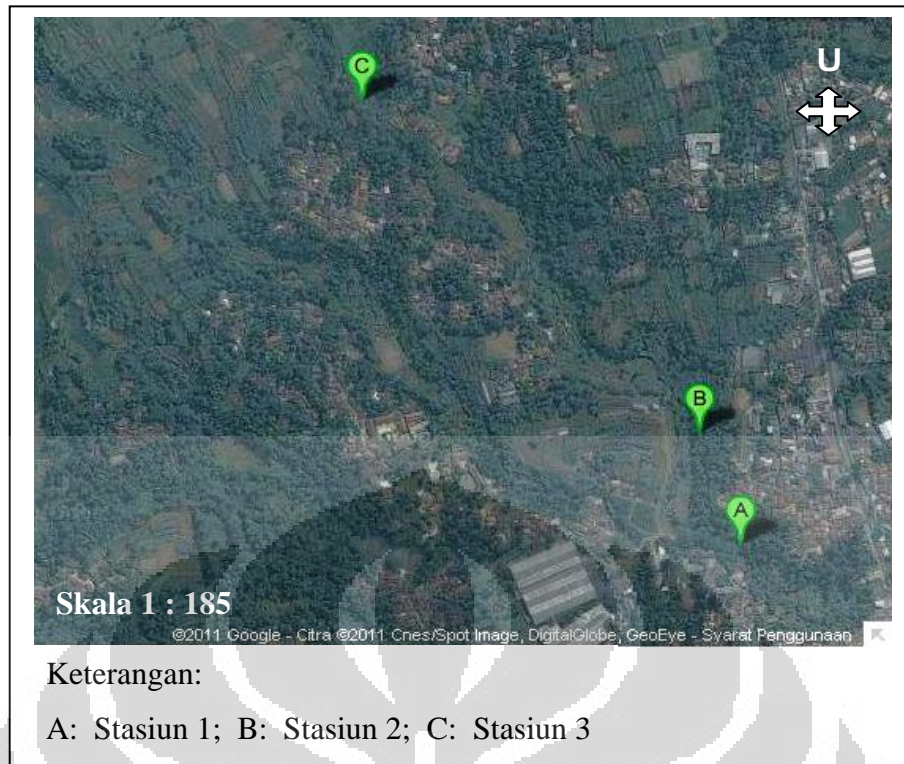 C
U
B
A
Skala 1 : 185
©2011 Google - Citra ©2011 Cnes/Spot Image, DigitalGlobe, GeoEye - Syarat Penggunaan
Keterangan:
A: Stasiun 1; B: Stasiun 2; C: Stasiun 3